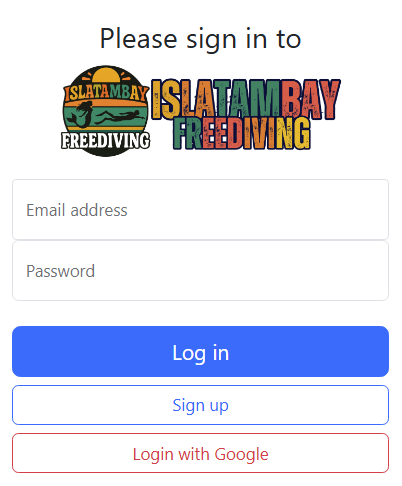 Please sign in to
ISLATAMBAY
FREEDIVING
ISLATAMBAY
FREEDIVING
Email address
Password
Log in
Sign up
Login with Google